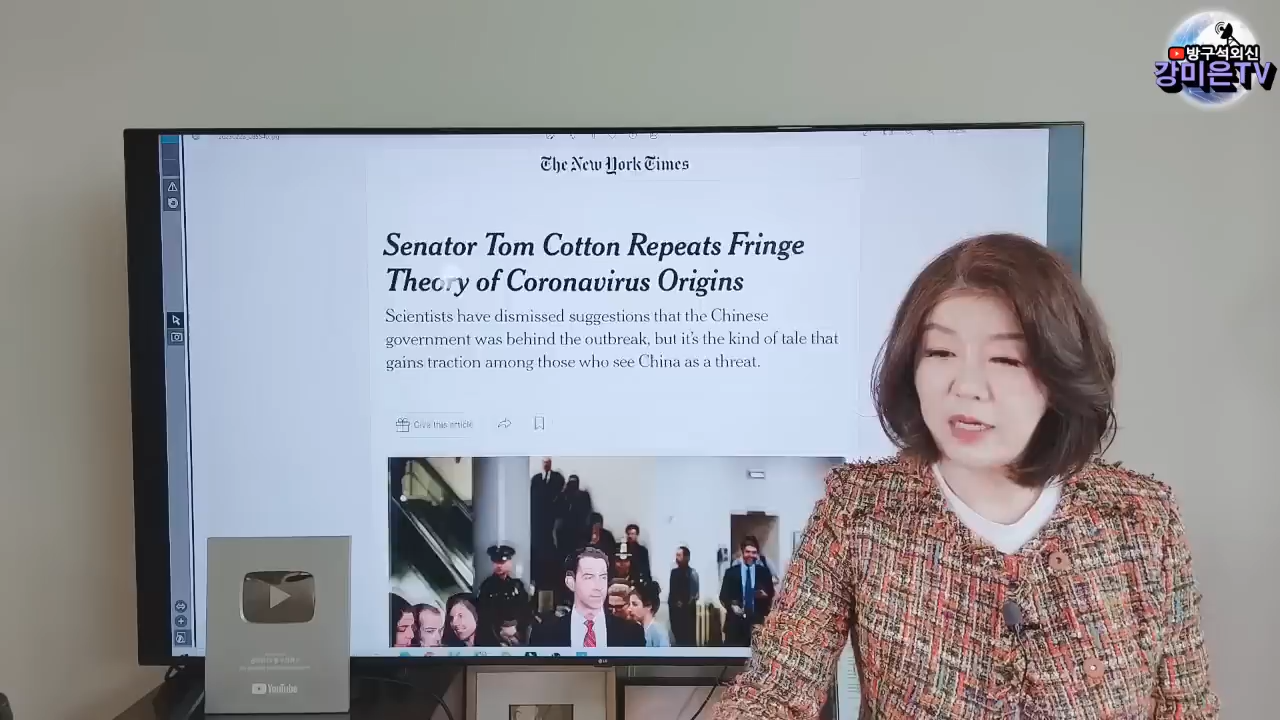 방구석외신
강미은TV
The New York Times
Senator Tom Cotton Repeats Fringe
Theory of Coronavirus Origins
Scientists have dismissed suggestions that the Chinese
government was behind the outbreak, but it's the kind of tale that
gains traction among those who see China as a threat.
Give this article
YouTube
LG